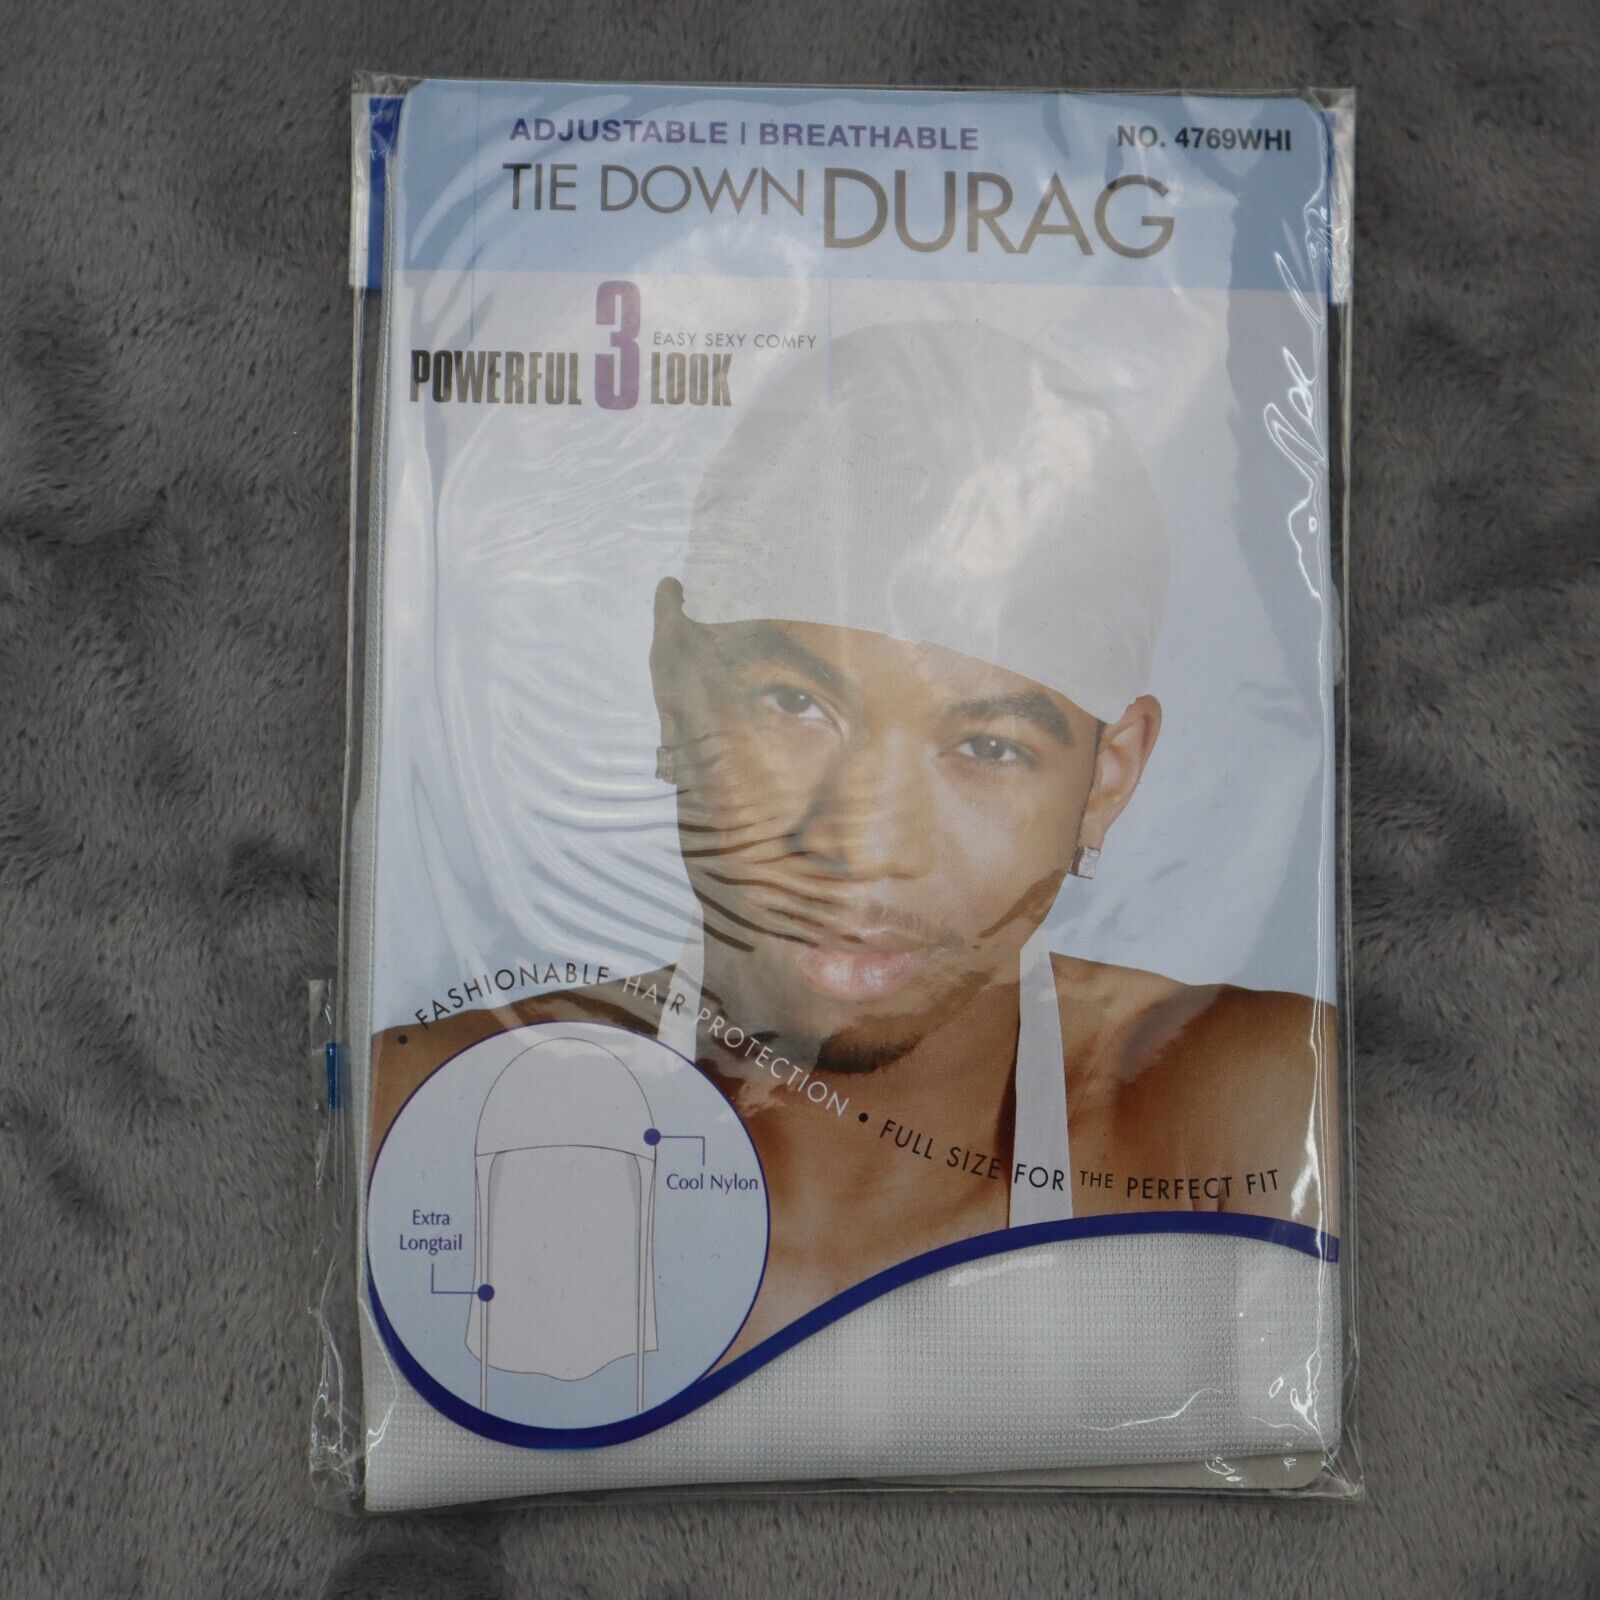 ADJUSTABLE | BREATHABLE
NO. 4769WHI
TIE DOWN DURAG
POWERFUL 3 LOOK
EASY SEXY COMFY
• FASHIONABLE HAIR PROTECTION • FULL SIZE FOR THE PERFECT FIT
Cool Nylon
Extra
Longtail